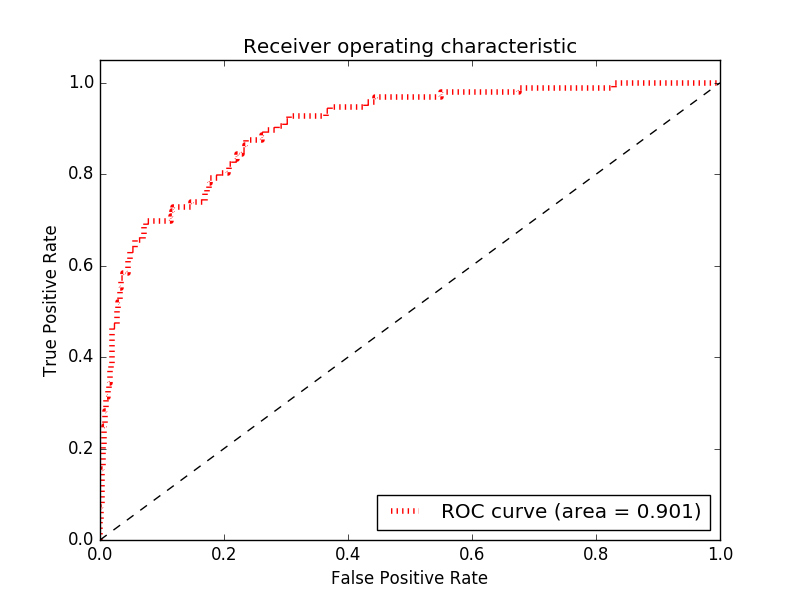 Receiver operating characteristic
1.0
0.8
0.6
0.4
0.2
0.0
True Positive Rate
ROC curve (area = 0.901)
0.0 0.2 0.4 0.6 0.8 1.0
False Positive Rate